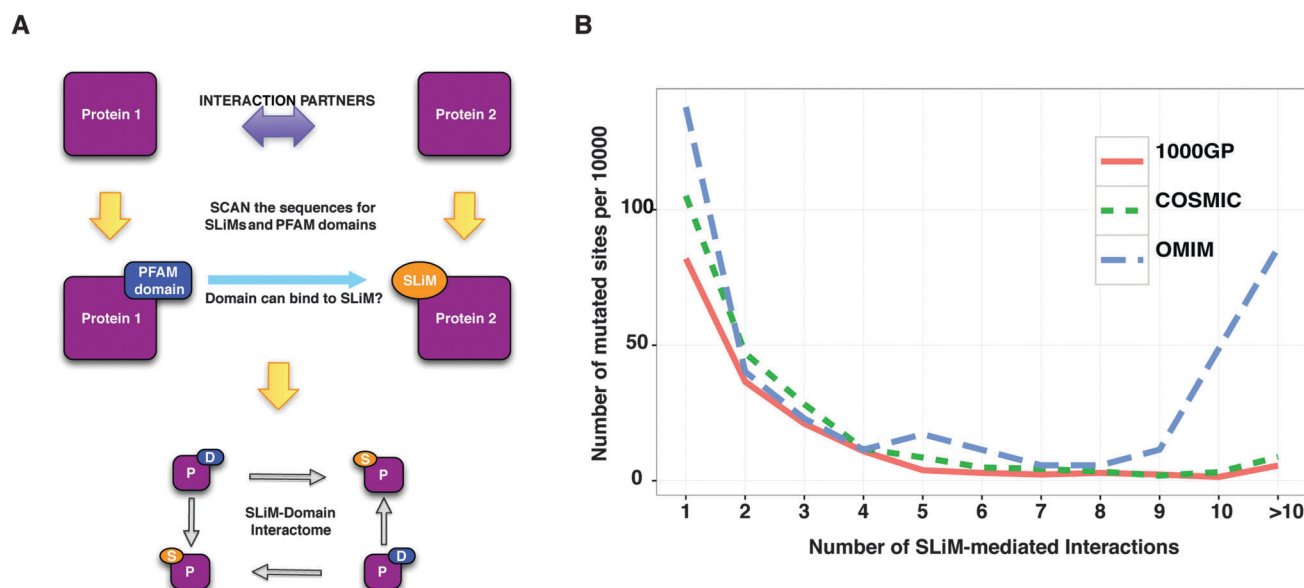 A
Protein 1
INTERACTION PARTNERS
Protein 2
SCAN the sequences for
SLiMs and PFAM domains
PFAM
domain
SLiM
Domain can bind to SLiM?
Protein 1
Protein 2
P
D
S
P
SLiM-Domain
Interactome
S
P
P
D
B
Number of mutated sites per 10000
100
50
0
1000GP
COSMIC
OMIM
1 2 3 4 5 6 7 8 9 10 >10
Number of SLiM-mediated Interactions